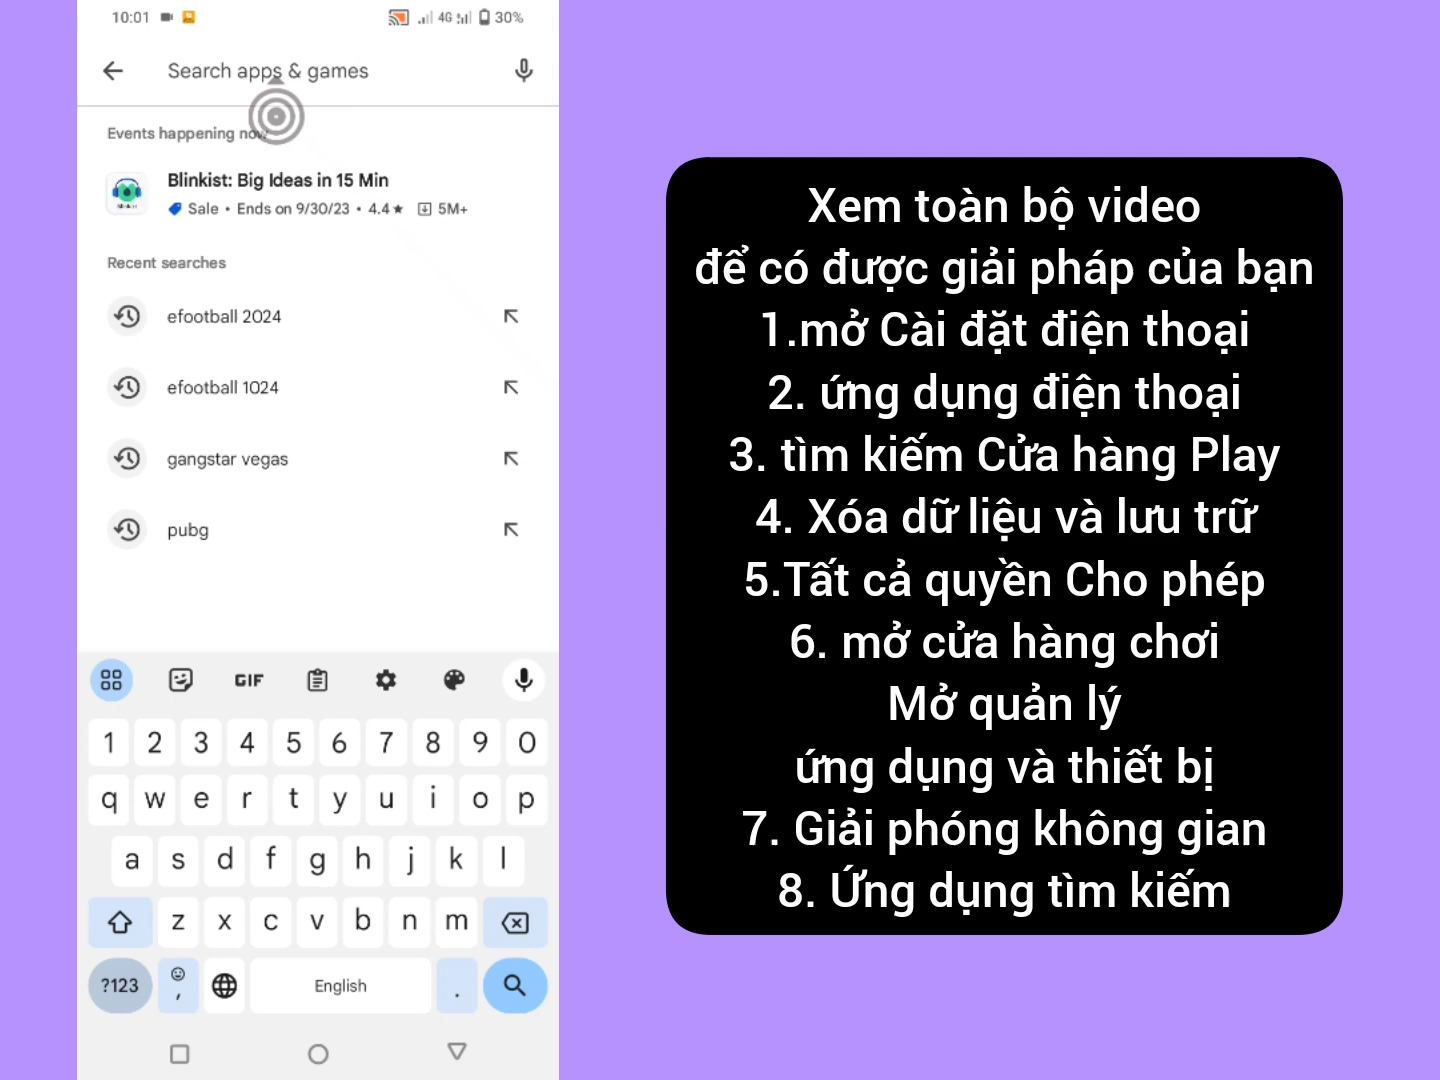 10:01
4G
30%
Search apps & games
Events happening now
Blinkist: Big Ideas in 15 Min
Sale • Ends on 9/30/23 • 4.4★ 5M+
Recent searches
efootball 2024
efootball 1024
gangstar vegas
pubg
GIF
1 2 3 4 5 6 7 8 9 0
q w e r t y u i o p
a s d f g h j k l
z x c v b n m
?123 , English .
Xem toàn bộ video
để có được giải pháp của bạn
1.mở Cài đặt điện thoại
2. ứng dụng điện thoại
3. tìm kiếm Cửa hàng Play
4. Xóa dữ liệu và lưu trữ
5.Tất cả quyền Cho phép
6. mở cửa hàng chơi
Mở quản lý
ứng dụng và thiết bị
7. Giải phóng không gian
8. Ứng dụng tìm kiếm